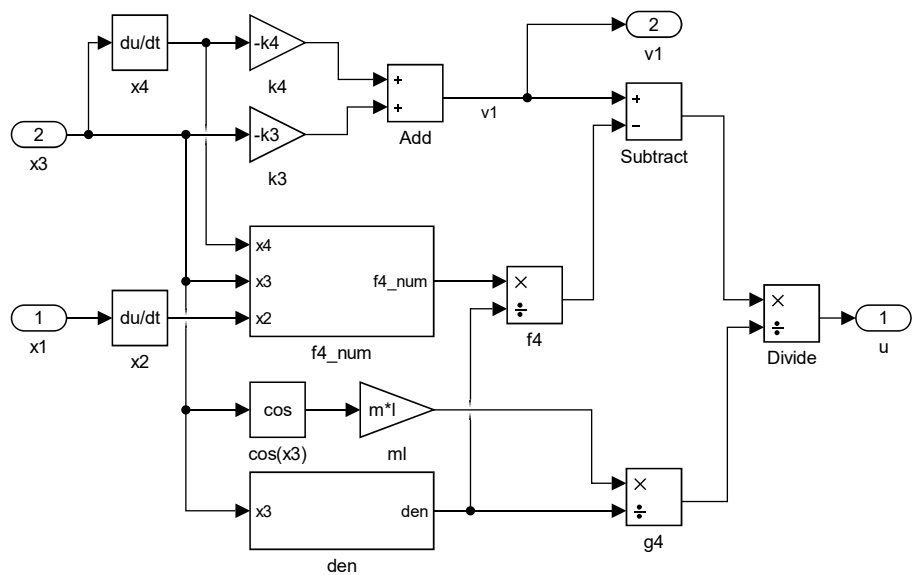 du/dt
x4
-k4
k4
+
+
Add
v1
2
v1
+
−
Subtract
2
x3
-k3
k3
x4
x3
x2
f4_num
f4_num
×
÷
f4
1
x1
du/dt
x2
×
÷
Divide
1
u
cos
cos(x3)
m*l
ml
x3
den
den
×
÷
g4